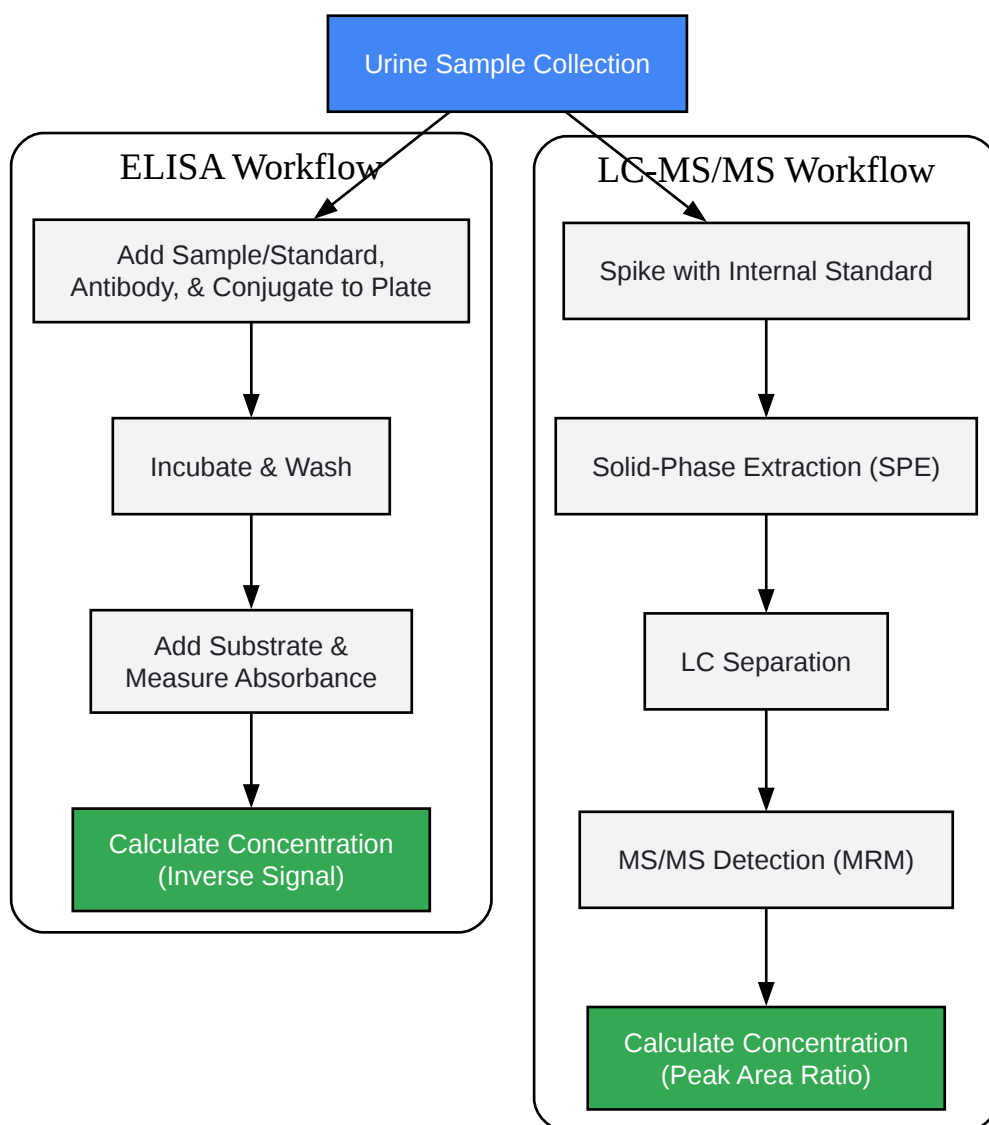 Urine Sample Collection
ELISA Workflow
Add Sample/Standard,
Antibody, & Conjugate to Plate
Incubate & Wash
Add Substrate &
Measure Absorbance
Calculate Concentration
(Inverse Signal)
LC-MS/MS Workflow
Spike with Internal Standard
Solid-Phase Extraction (SPE)
LC Separation
MS/MS Detection (MRM)
Calculate Concentration
(Peak Area Ratio)